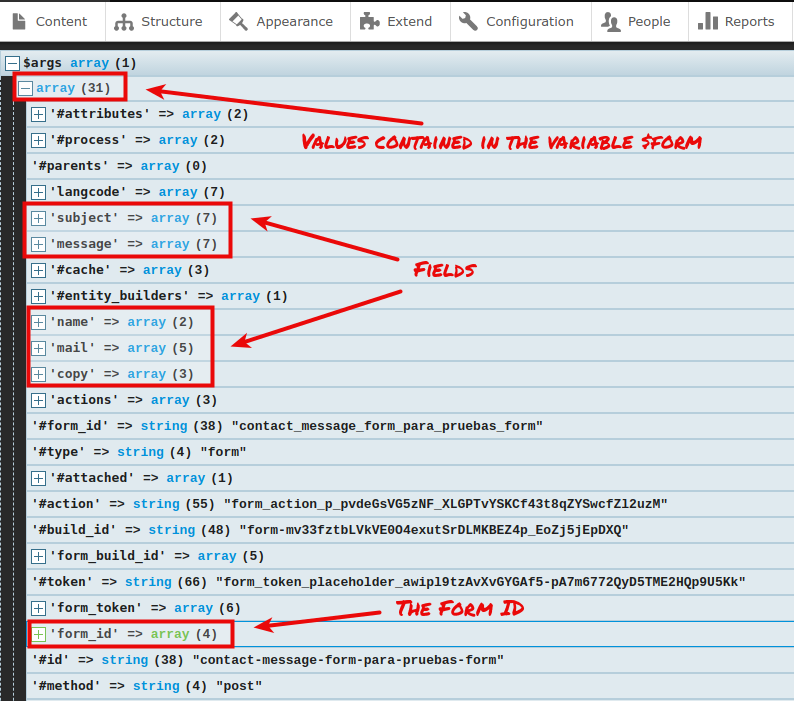 Content Structure Appearance Extend Configuration People Reports
$args array (1)
array (31)
'#attributes' => array (2)
'#process' => array (2)
Values contained in the variable $form
'#parents' => array (0)
'langcode' => array (7)
'subject' => array (7)
'message' => array (7)
Fields
'#cache' => array (3)
'#entity_builders' => array (1)
'name' => array (2)
'mail' => array (5)
'copy' => array (3)
'actions' => array (3)
'#form_id' => string (38) "contact_message_form_para_pruebas_form"
'#type' => string (4) "form"
'#attached' => array (1)
'#action' => string (55) "form_action_p_pvdeGsVG5zNF_XLGPTvYSKCf43t8qZYSwcfZl2uzM"
'#build_id' => string (48) "form-mv33fztbLVkVE0O4exutSrDLMKBEZ4p_EoZj5jEpDXQ"
'form_build_id' => array (5)
'#token' => string (66) "form_token_placeholder_awipl9tzAvXvGYGAf5-pA7m6772QyD5TME2HQp9U5Kk"
'form_token' => array (6)
The Form ID
'form_id' => array (4)
'#id' => string (38) "contact-message-form-para-pruebas-form"
'#method' => string (4) "post"